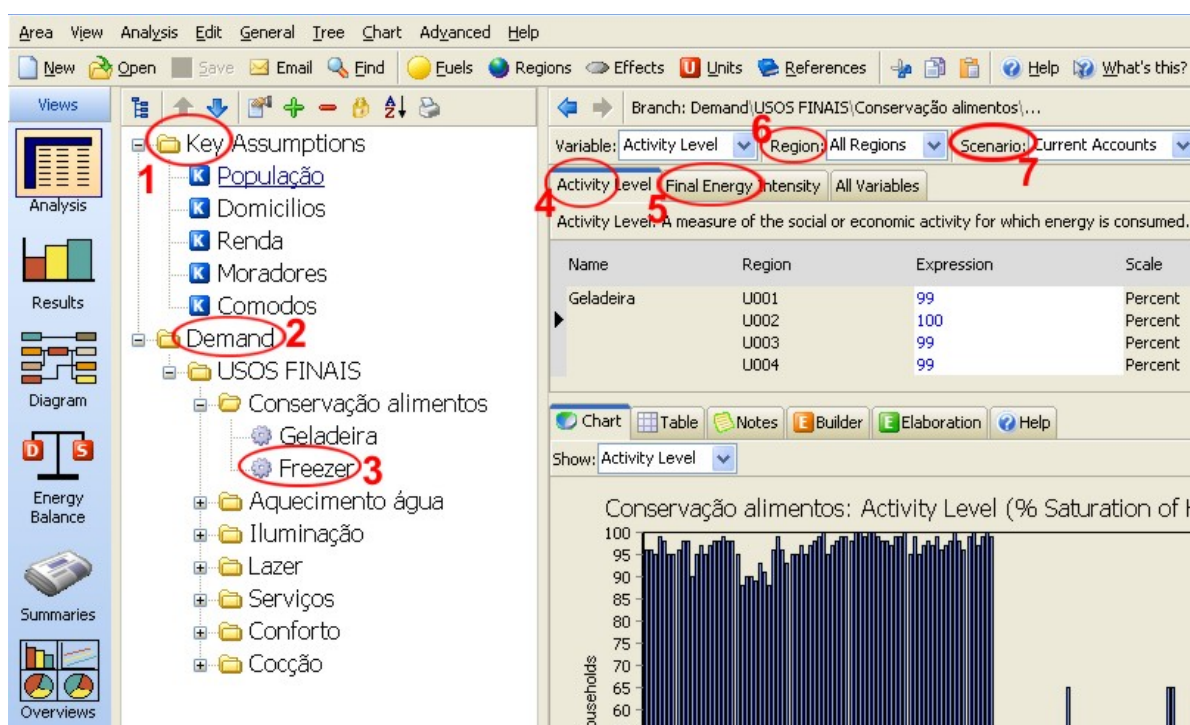 Area View Analysis Edit General Tree Chart Advanced Help
New Open Save Email Find Fuels Regions Effects Units References Help What's this?
Views
Analysis
Results
Diagram
Energy
Balance
Summaries
Overviews
Key Assumptions
1
População
Domicilios
Renda
Moradores
Comodos
Demand 2
USOS FINAIS
Conservação alimentos
Geladeira
Freezer 3
Aquecimento água
Iluminação
Lazer
Serviços
Conforto
Cocção
Branch: Demand\USOS FINAIS\Conservação alimentos\...
6
Variable: Activity Level Region: All Regions Scenario: Current Accounts
7
Activity Level Final Energy Intensity All Variables
4 5
Activity Level: A measure of the social or economic activity for which energy is consumed.
Name Region Expression Scale
Geladeira U001 99 Percent
U002 100 Percent
U003 99 Percent
U004 99 Percent
Chart Table Notes Builder Elaboration Help
Show: Activity Level
Conservação alimentos: Activity Level (% Saturation of
100
95
90
85
80
75
70
65
60